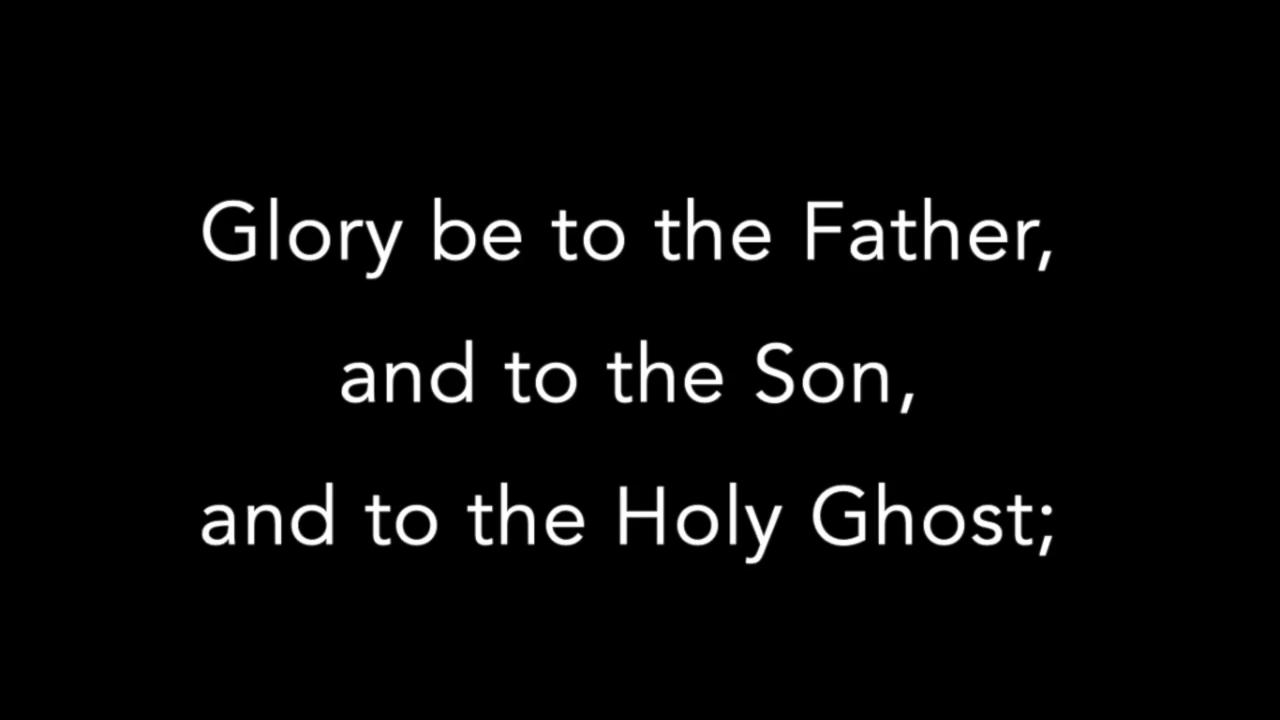 Glory be to the Father,
and to the Son,
and to the Holy Ghost;